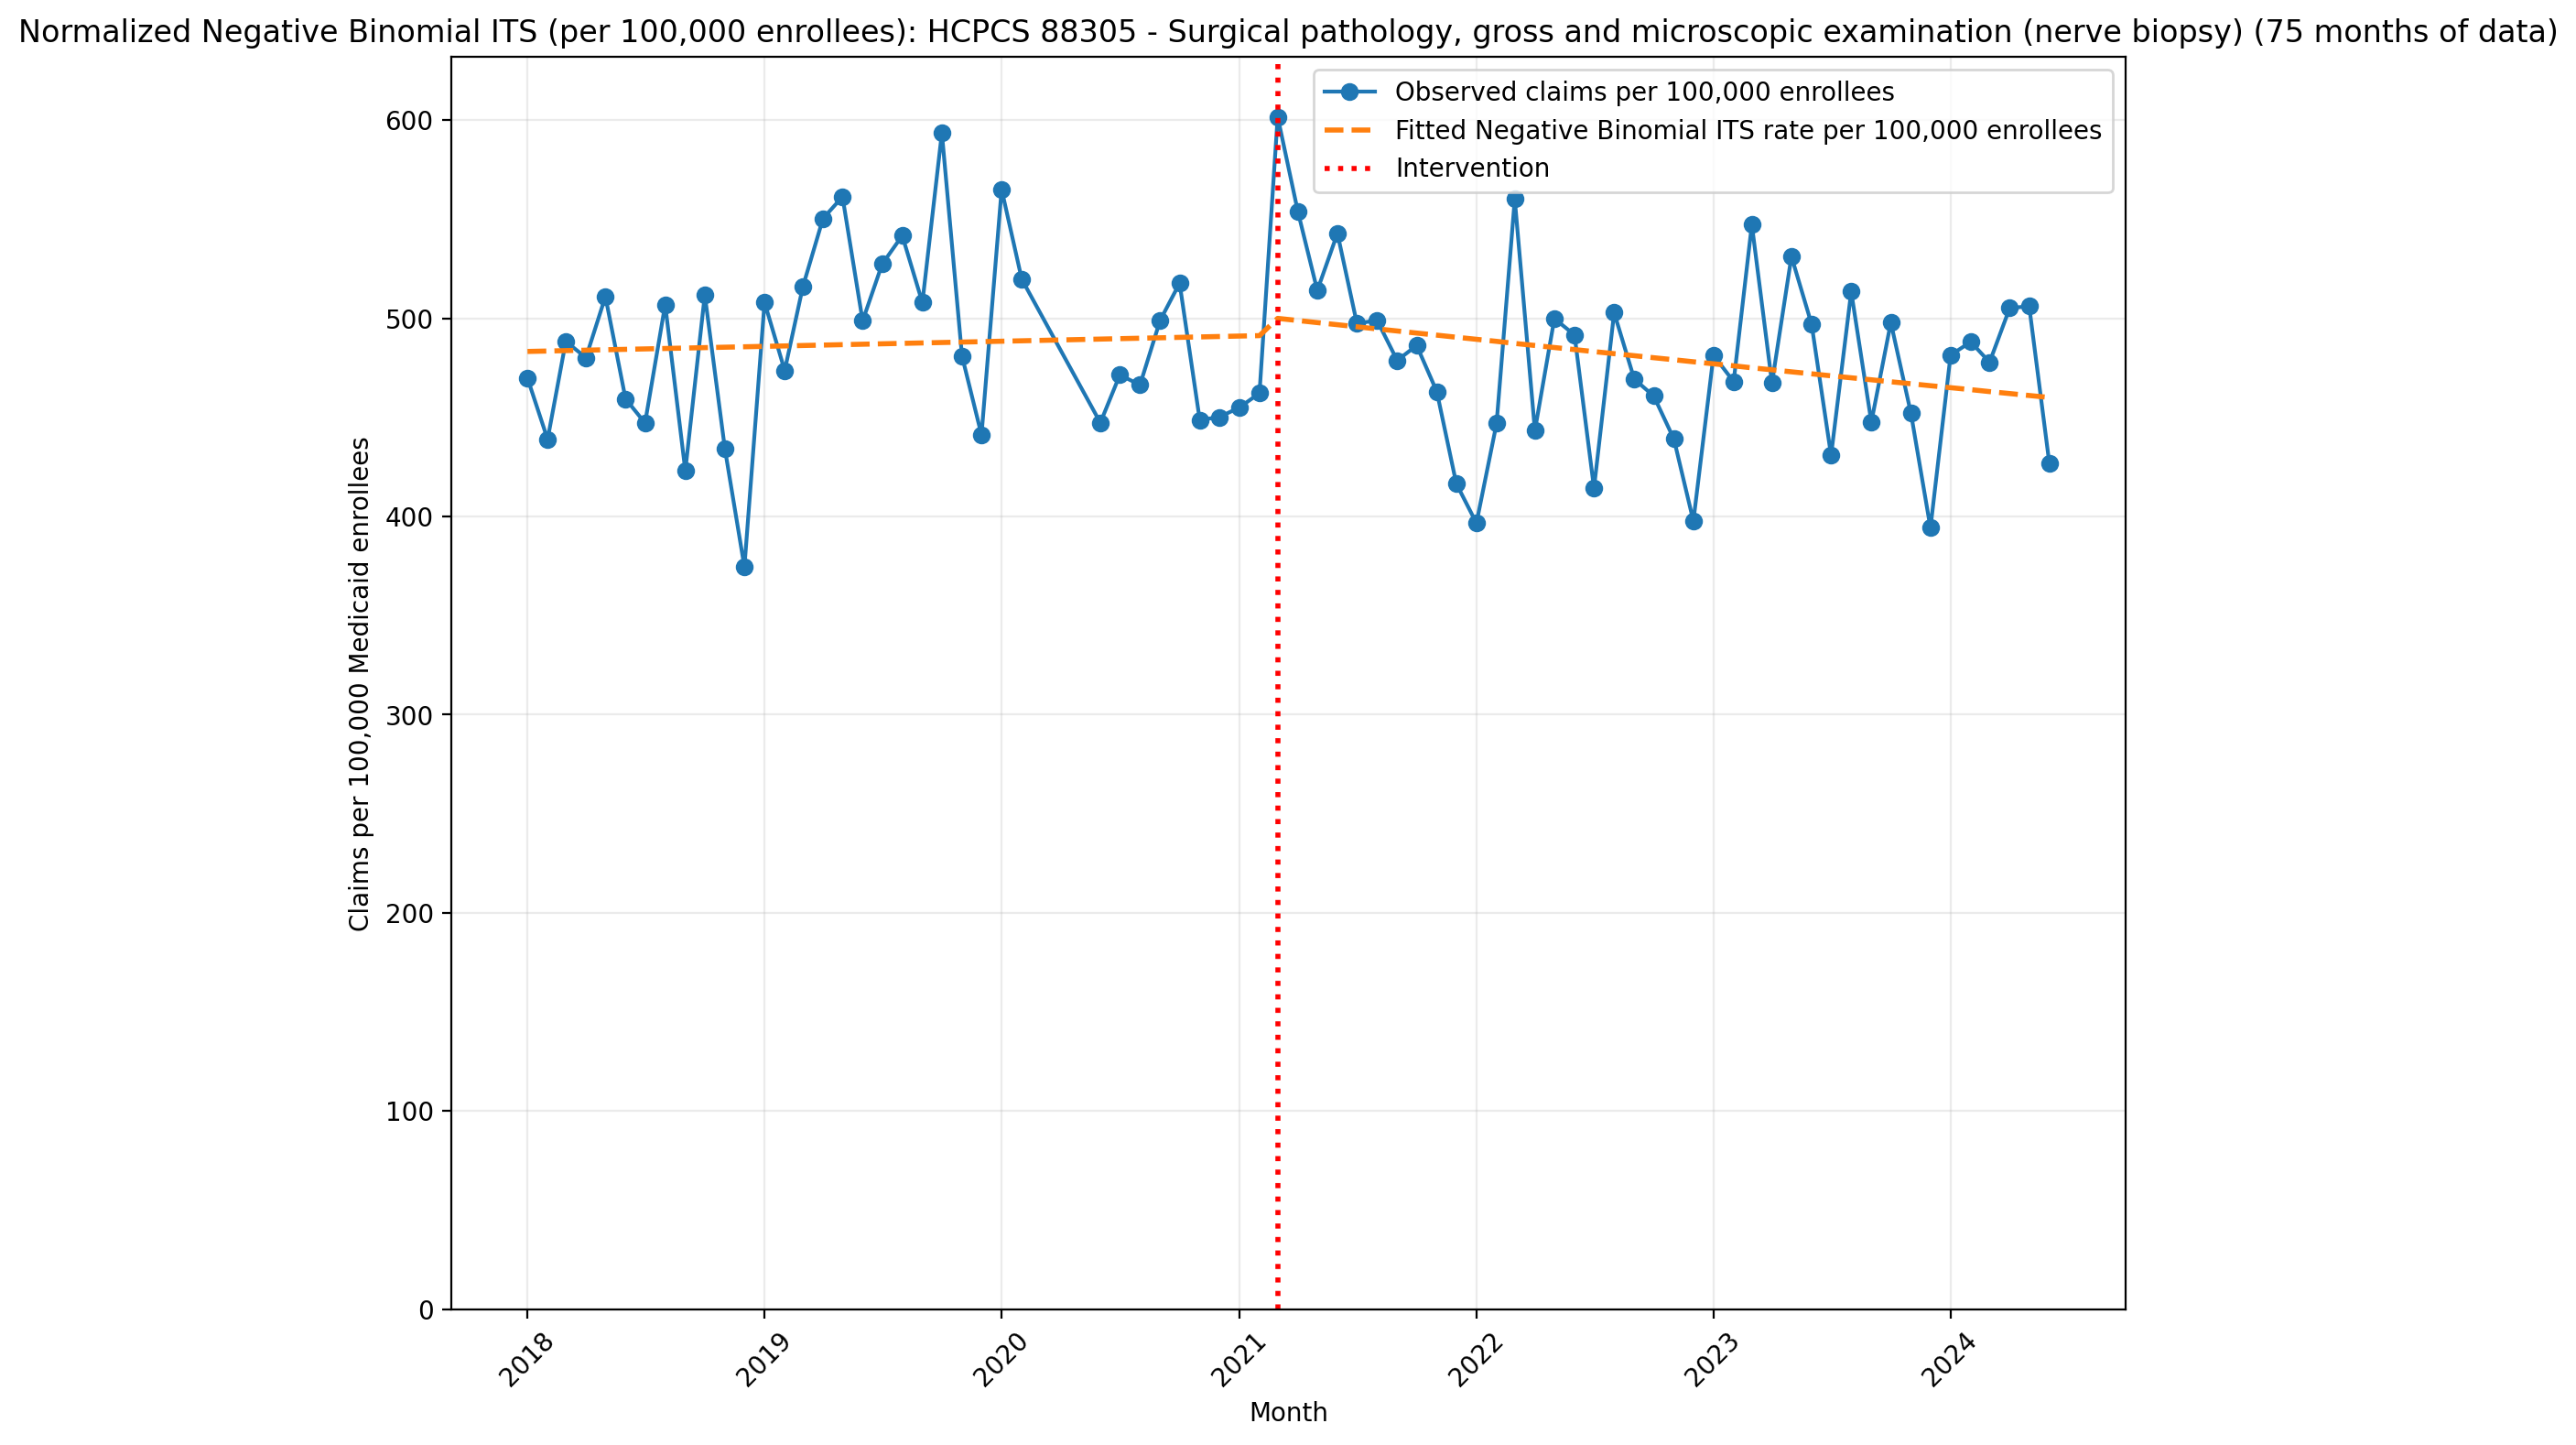 Normalized Negative Binomial ITS (per 100,000 enrollees): HCPCS 88305 - Surgical pathology, gross and microscopic examination (nerve biopsy) (75 months of data)
Observed claims per 100,000 enrollees
Fitted Negative Binomial ITS rate per 100,000 enrollees
Intervention
Claims per 100,000 Medicaid enrollees
600
500
400
300
200
100
0
2018
2019
2020
2021
2022
2023
2024
Month